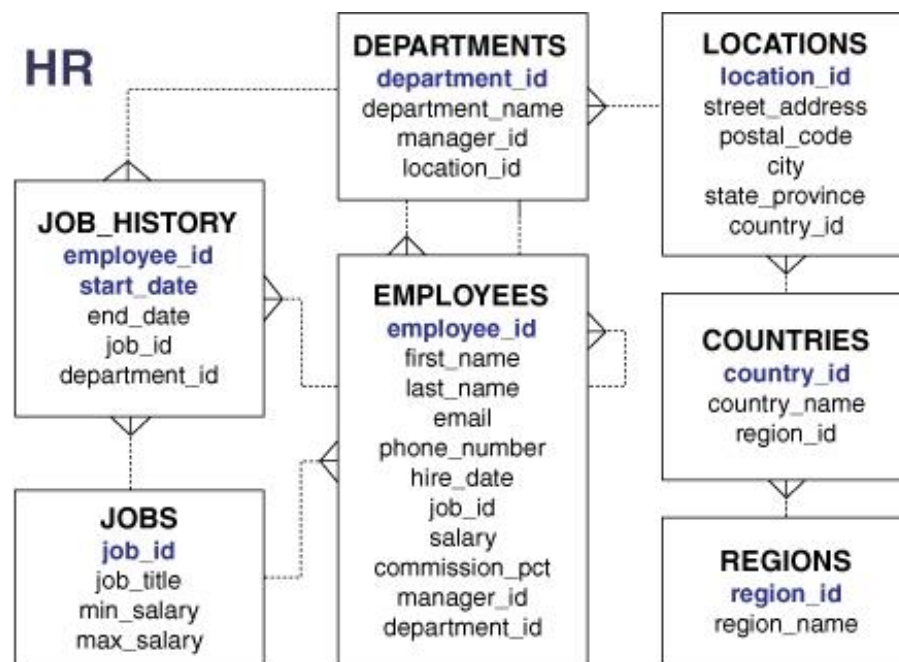 HR
DEPARTMENTS
department_id
department_name
manager_id
location_id
LOCATIONS
location_id
street_address
postal_code
city
state_province
country_id
JOB_HISTORY
employee_id
start_date
end_date
job_id
department_id
EMPLOYEES
employee_id
first_name
last_name
email
phone_number
hire_date
job_id
salary
commission_pct
manager_id
department_id
COUNTRIES
country_id
country_name
region_id
JOBS
job_id
job_title
min_salary
max_salary
REGIONS
region_id
region_name